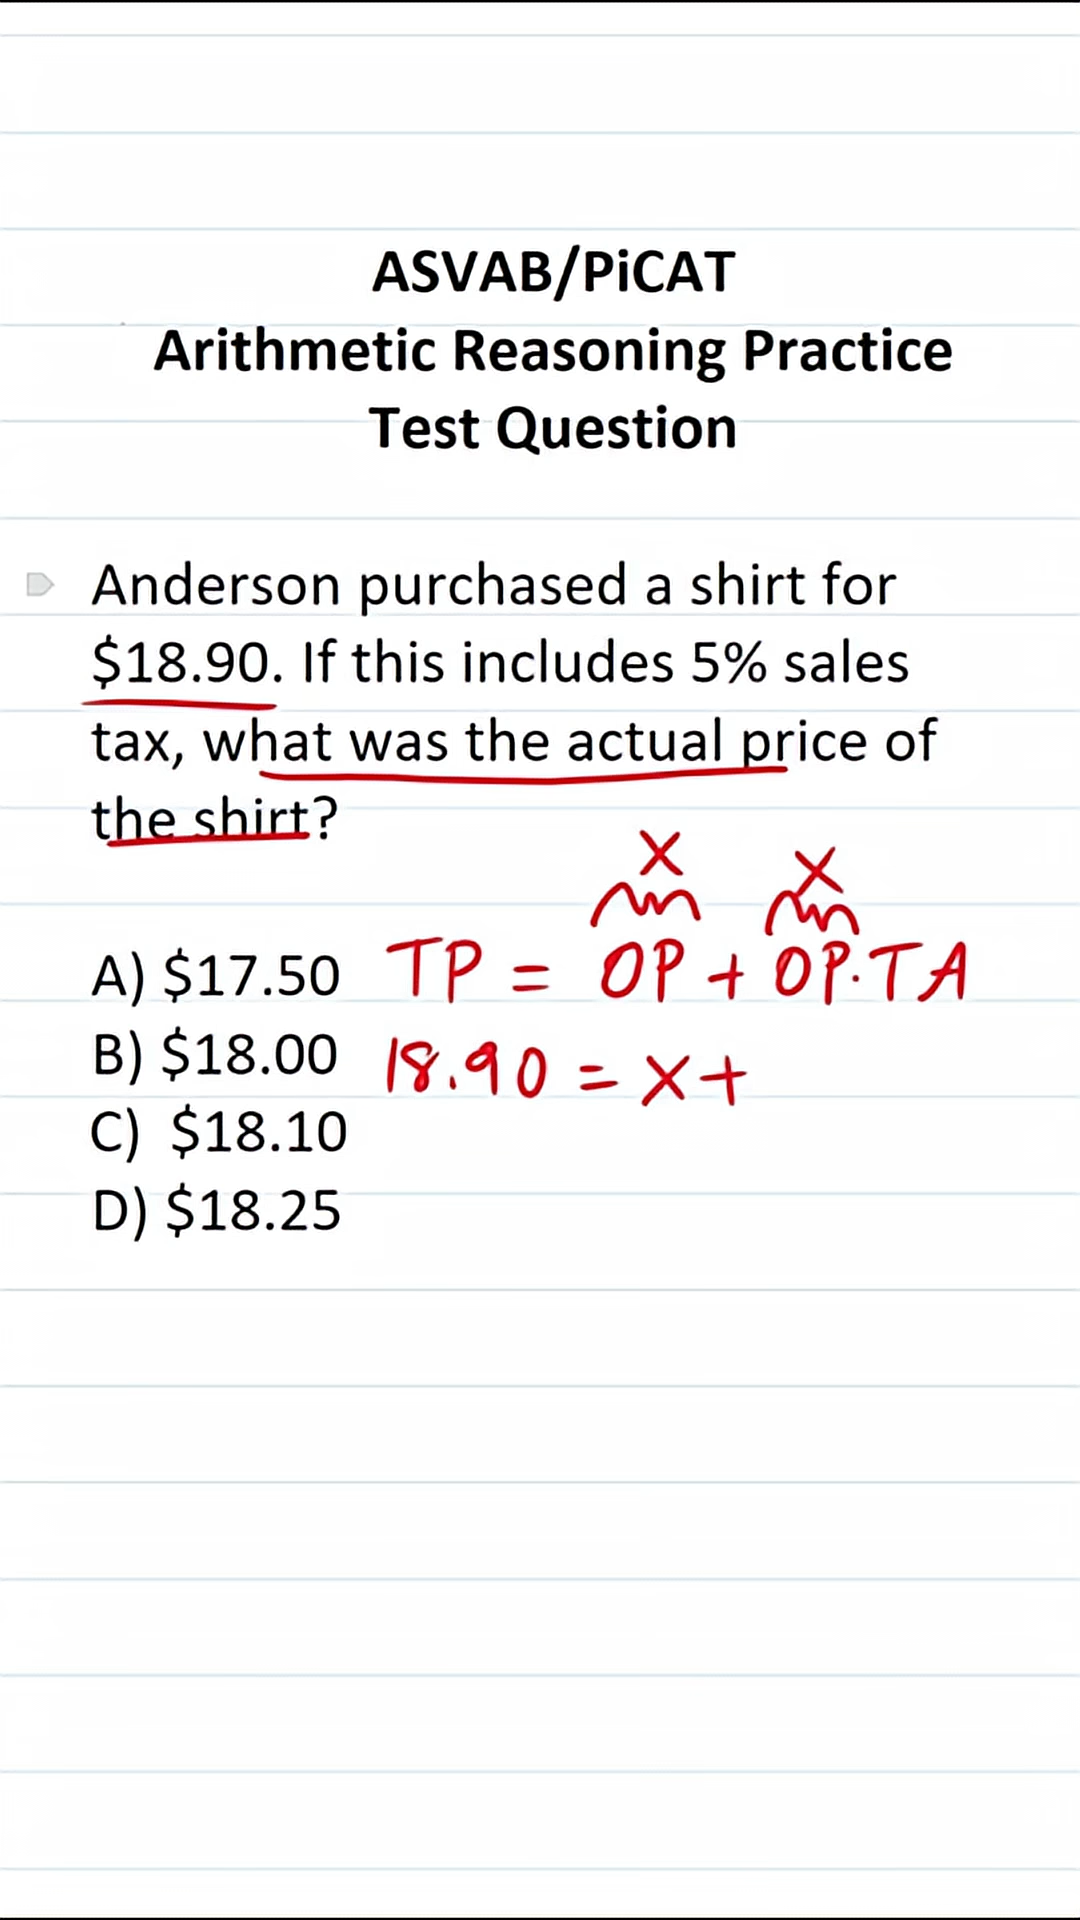 ASVAB/PiCAT
Arithmetic Reasoning Practice
Test Question
Anderson purchased a shirt for
$18.90. If this includes 5% sales
tax, what was the actual price of
the shirt?
x x
A) $17.50 TP = OP + OP·TA
B) $18.00 18.90 = x+
C) $18.10
D) $18.25